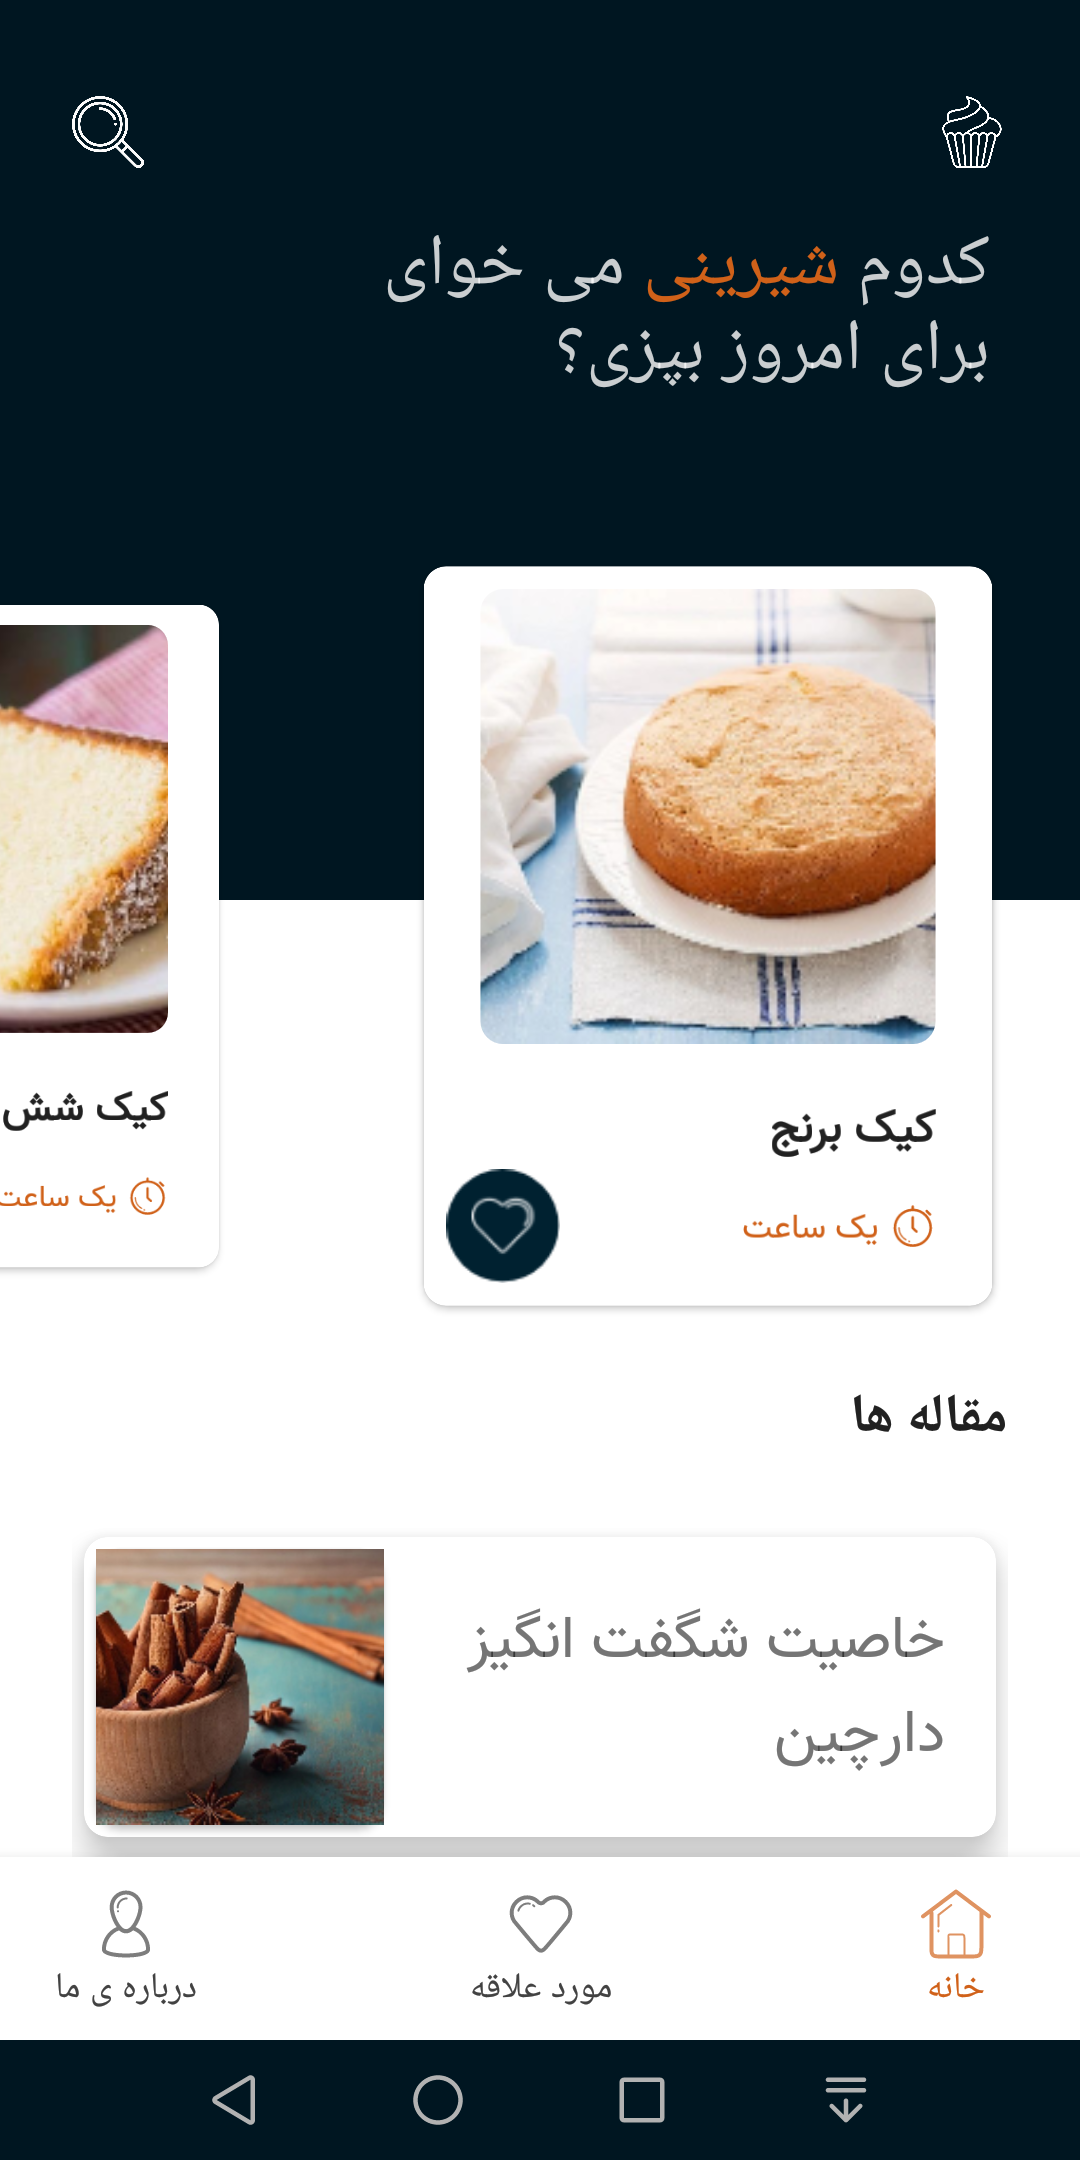 کدوم شیرینی می خوای
برای امروز بپزی؟
کیک برنج
یک ساعت
کیک شش
یک ساعت
مقاله ها
خاصیت شگفت انگیز
دارچین
خانه
مورد علاقه
درباره ی ما